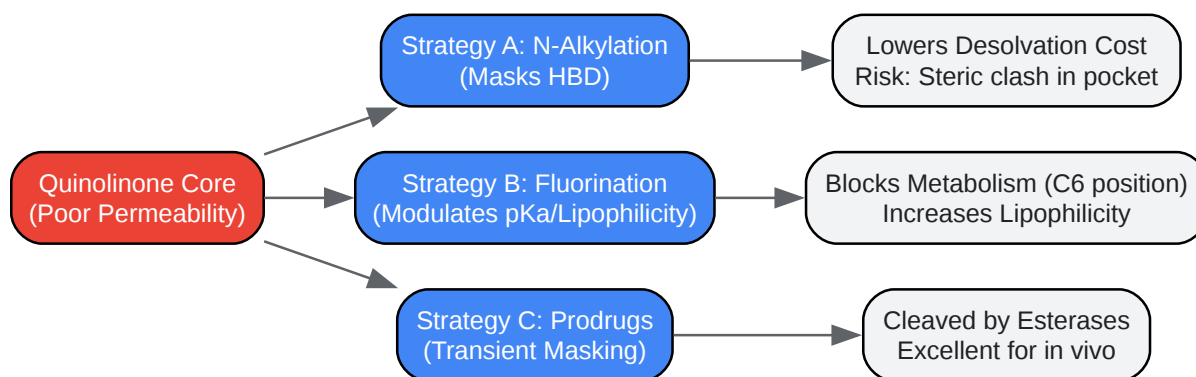 Strategy A: N-Alkylation
(Masks HBD)
Lowers Desolvation Cost
Risk: Steric clash in pocket
Quinolinone Core
(Poor Permeability)
Strategy B: Fluorination
(Modulates pKa/Lipophilicity)
Blocks Metabolism (C6 position)
Increases Lipophilicity
Strategy C: Prodrugs
(Transient Masking)
Cleaved by Esterases
Excellent for in vivo